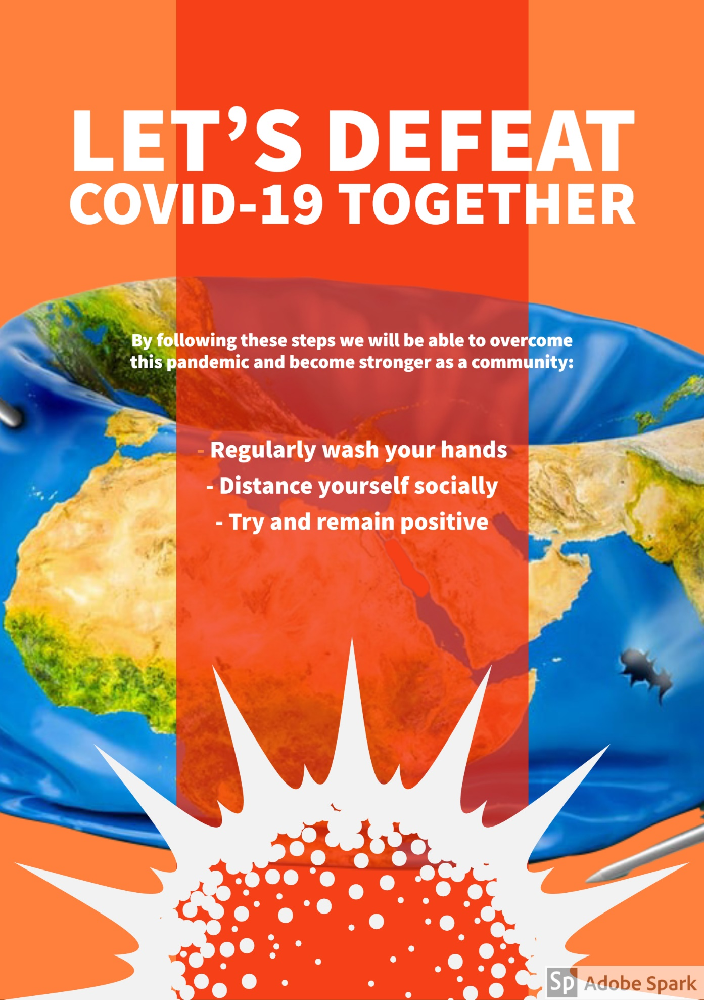 LET’S DEFEAT
COVID-19 TOGETHER
By following these steps we will be able to overcome
this pandemic and become stronger as a community:
- Regularly wash your hands
- Distance yourself socially
- Try and remain positive
Sp Adobe Spark